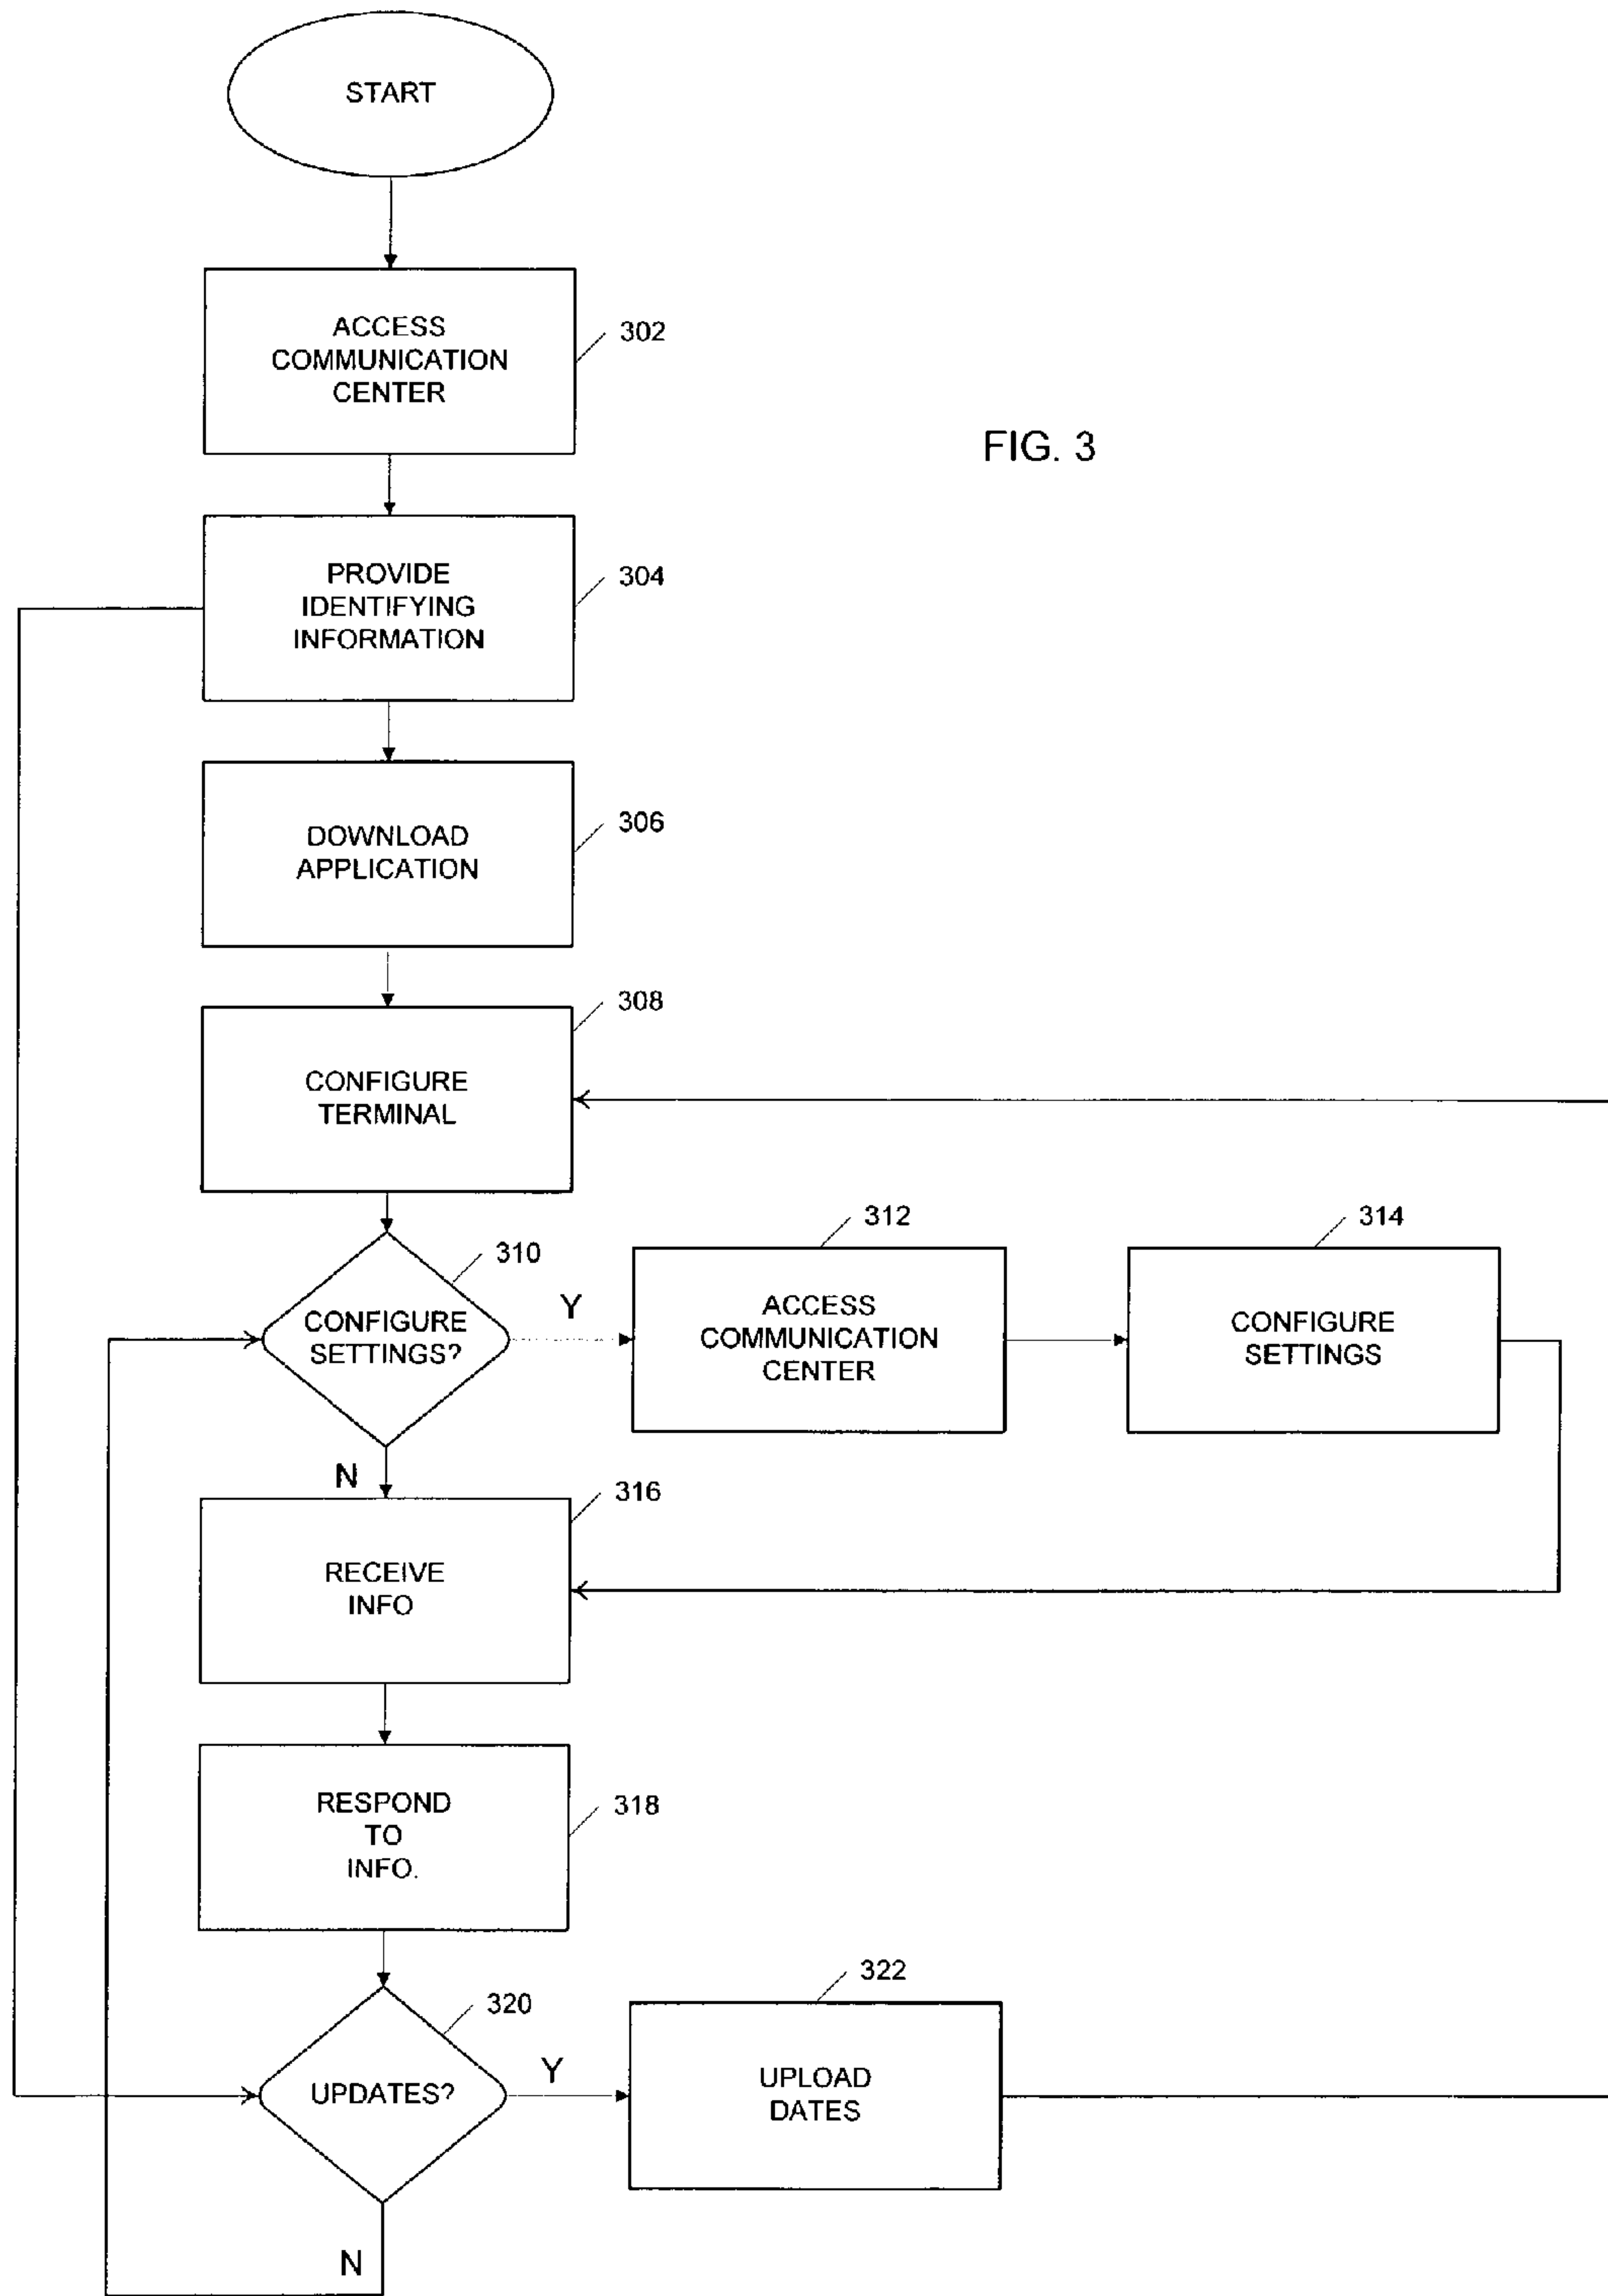 START
ACCESS
COMMUNICATION
CENTER
302
FIG. 3
PROVIDE
IDENTIFYING
INFORMATION
304
DOWNLOAD
APPLICATION
306
CONFIGURE
TERMINAL
308
CONFIGURE
SETTINGS?
310
Y
N
ACCESS
COMMUNICATION
CENTER
312
CONFIGURE
SETTINGS
314
RECEIVE
INFO
316
RESPOND
TO
INFO.
318
UPDATES?
320
Y
N
UPLOAD
DATES
322